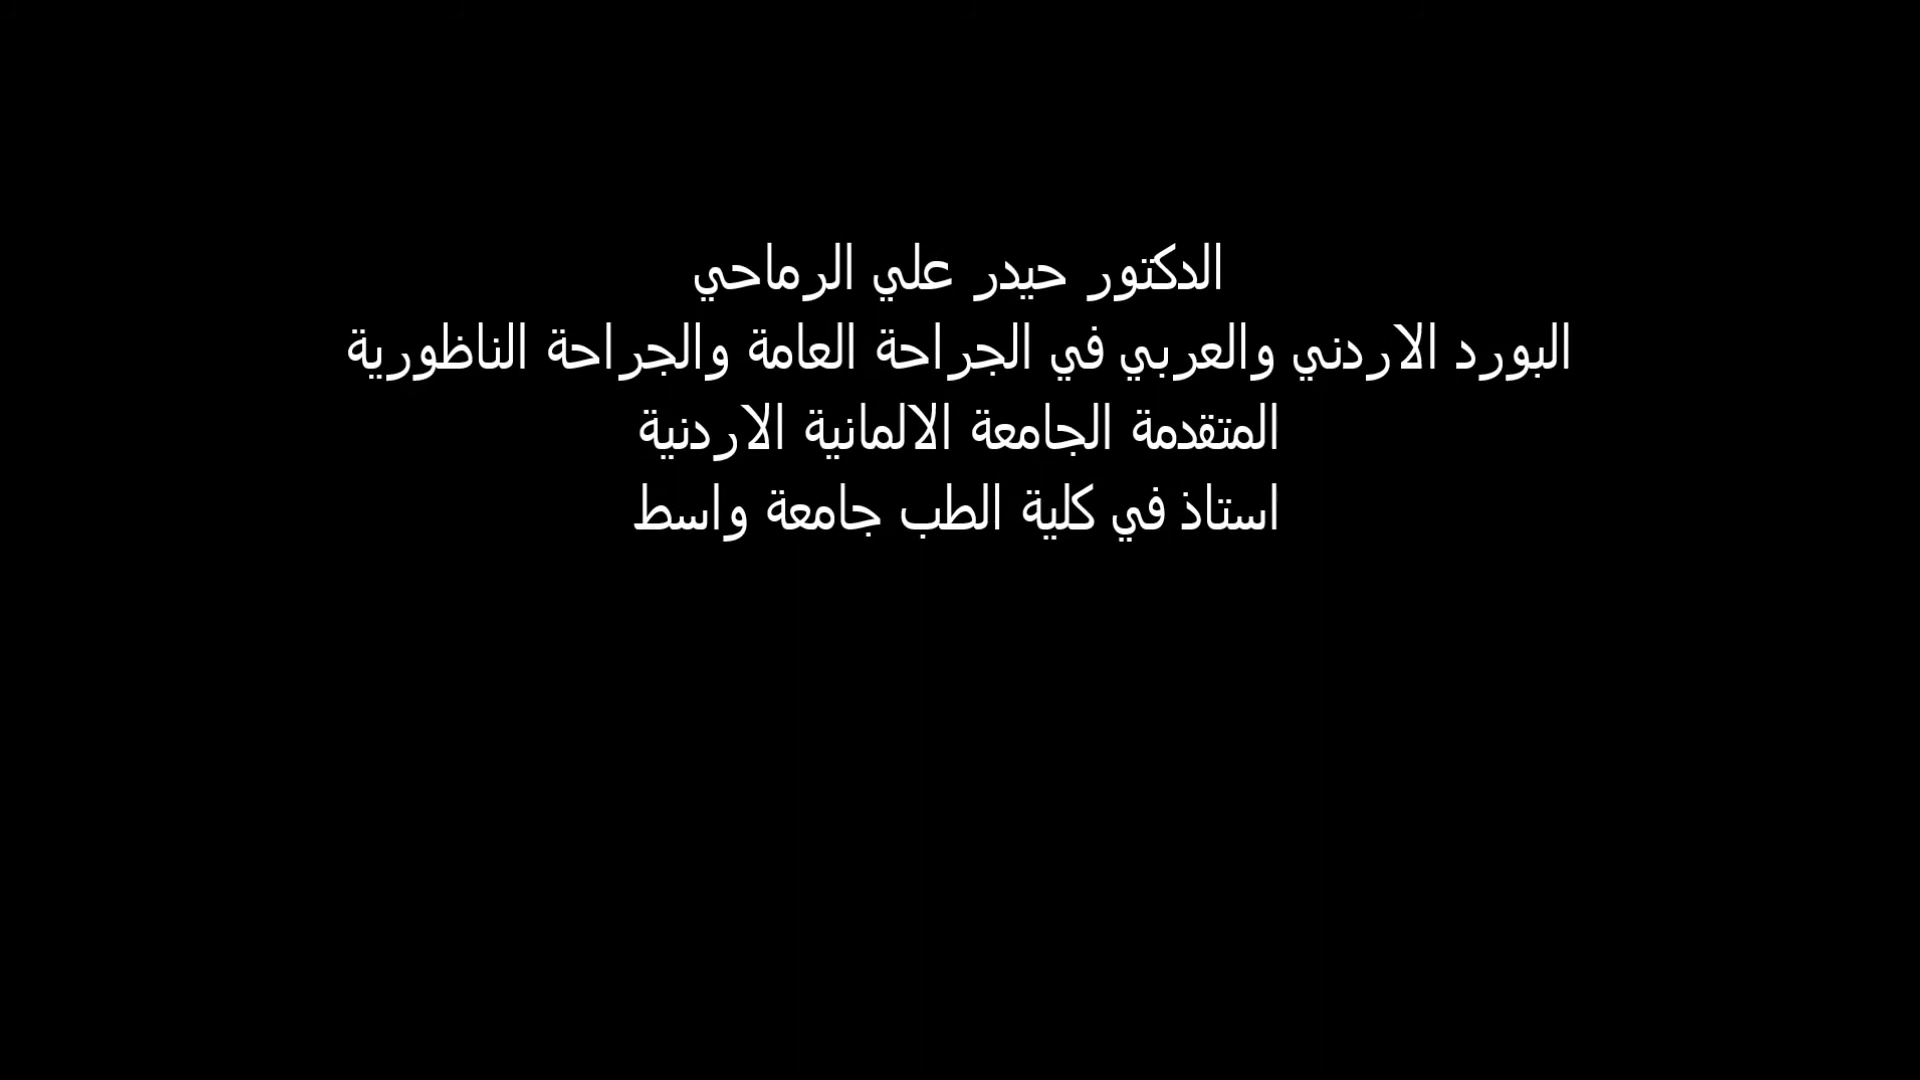 الدكتور حيدر علي الرماحي
البورد الاردني والعربي في الجراحة العامة والجراحة الناظورية
المتقدمة الجامعة الالمانية الاردنية
استاذ في كلية الطب جامعة واسط